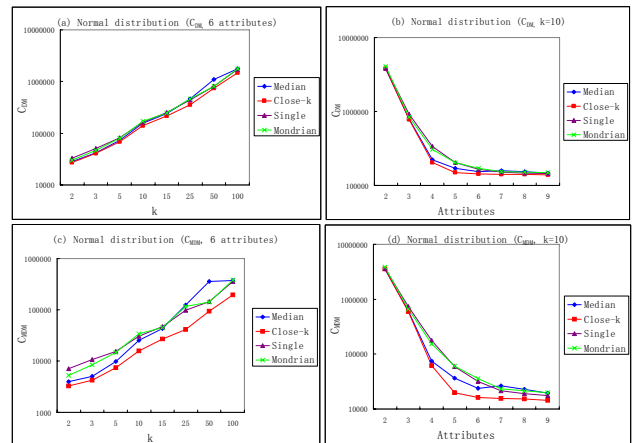 (a) Normal distribution (C_DM, 6 attributes)
10000000
1000000
100000
10000
C_DM
2 3 5 10 15 25 50 100
k
Median
Close-k
Single
Mondrian
(b) Normal distribution (C_DM, k=10)
10000000
1000000
100000
C_DM
2 3 4 5 6 7 8 9
Attributes
Median
Close-k
Single
Mondrian
(c) Normal distribution (C_MDM, 6 attributes)
1000000
100000
10000
1000
C_MDM
2 3 5 10 15 25 50 100
k
Median
Close-k
Single
Mondrian
(d) Normal distribution (C_MDM, k=10)
10000000
1000000
100000
10000
C_MDM
2 3 4 5 6 7 8 9
Attributes
Median
Close-k
Single
Mondrian